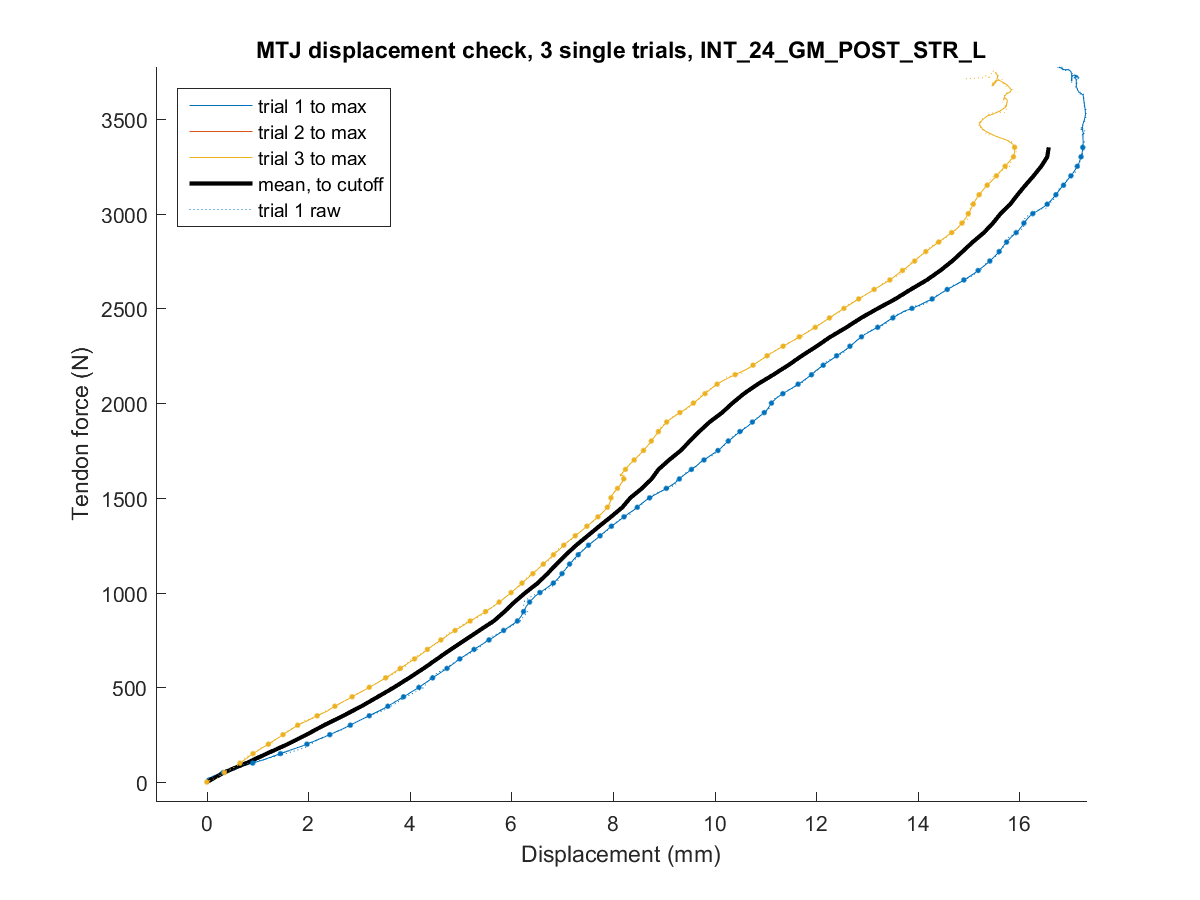 MTJ displacement check, 3 single trials, INT_24_GM_POST_STR_L
trial 1 to max
trial 2 to max
trial 3 to max
mean, to cutoff
trial 1 raw
3500
3000
2500
2000
1500
1000
500
0
Tendon force (N)
0 2 4 6 8 10 12 14 16
Displacement (mm)